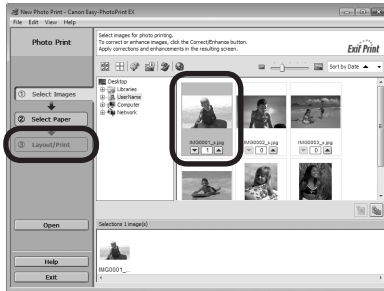 New Photo Print - Canon Easy-PhotoPrint EX
File Edit View Help
Photo Print
Select images for photo printing.
To correct or enhance images, click the Correct/Enhance button.
Apply corrections and enhancements in the resulting screen.
Exif Print
Sort by Date
① Select Images
② Select Paper
③ Layout/Print
Desktop
Libraries
UserName
Computer
Network
IMG0001_s.jpg
IMG0002_s.jpg
IMG0003_s.jpg
1
0
0
Open
Help
Exit
Selections 1 image(s)
IMG0001_...